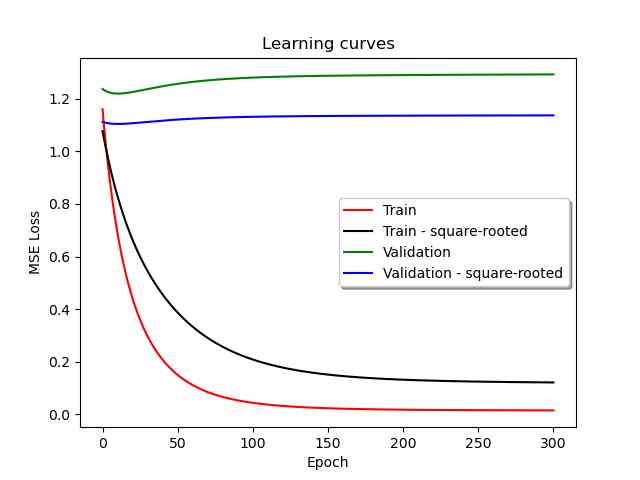 Learning curves
MSE Loss
1.2
1.0
0.8
0.6
0.4
0.2
0.0
Train
Train - square-rooted
Validation
Validation - square-rooted
0 50 100 150 200 250 300
Epoch